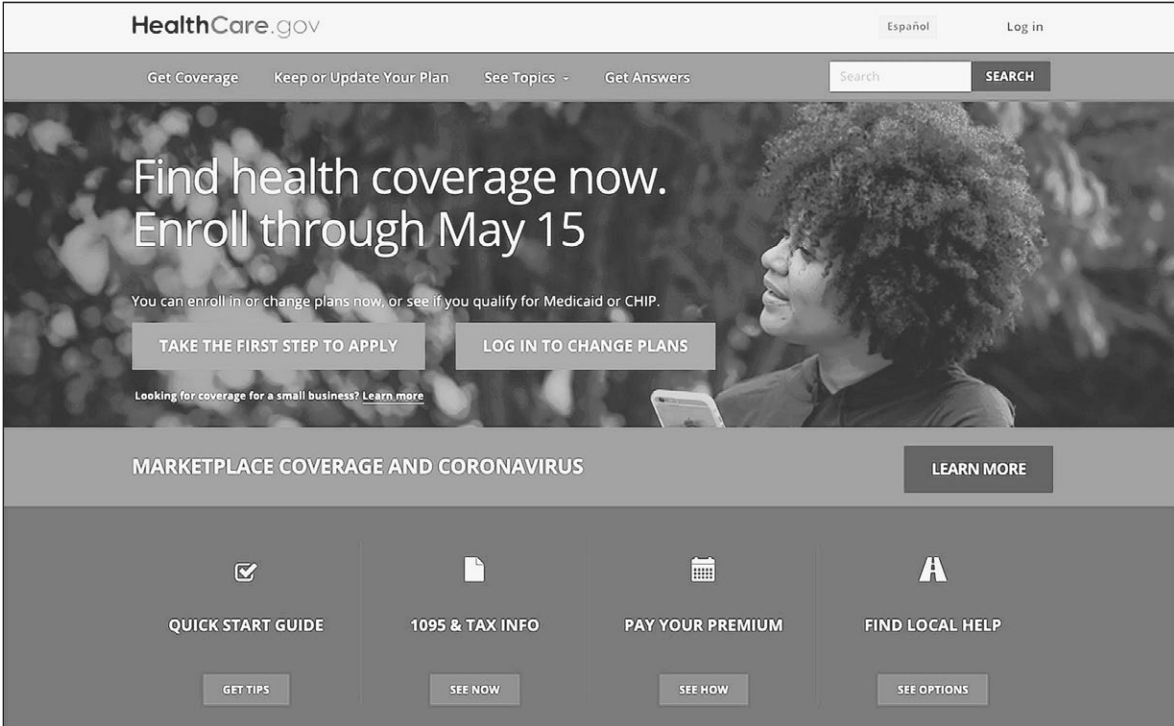 HealthCare.gov
Español
Log in
Get Coverage
Keep or Update Your Plan
See Topics
Get Answers
Search
SEARCH
Find health coverage now.
Enroll through May 15
You can enroll in or change plans now, or see if you qualify for Medicaid or CHIP.
TAKE THE FIRST STEP TO APPLY
LOG IN TO CHANGE PLANS
Looking for coverage for a small business? Learn more
MARKETPLACE COVERAGE AND CORONAVIRUS
LEARN MORE
QUICK START GUIDE
1095 & TAX INFO
PAY YOUR PREMIUM
FIND LOCAL HELP
GET TIPS
SEE NOW
SEE HOW
SEE OPTIONS